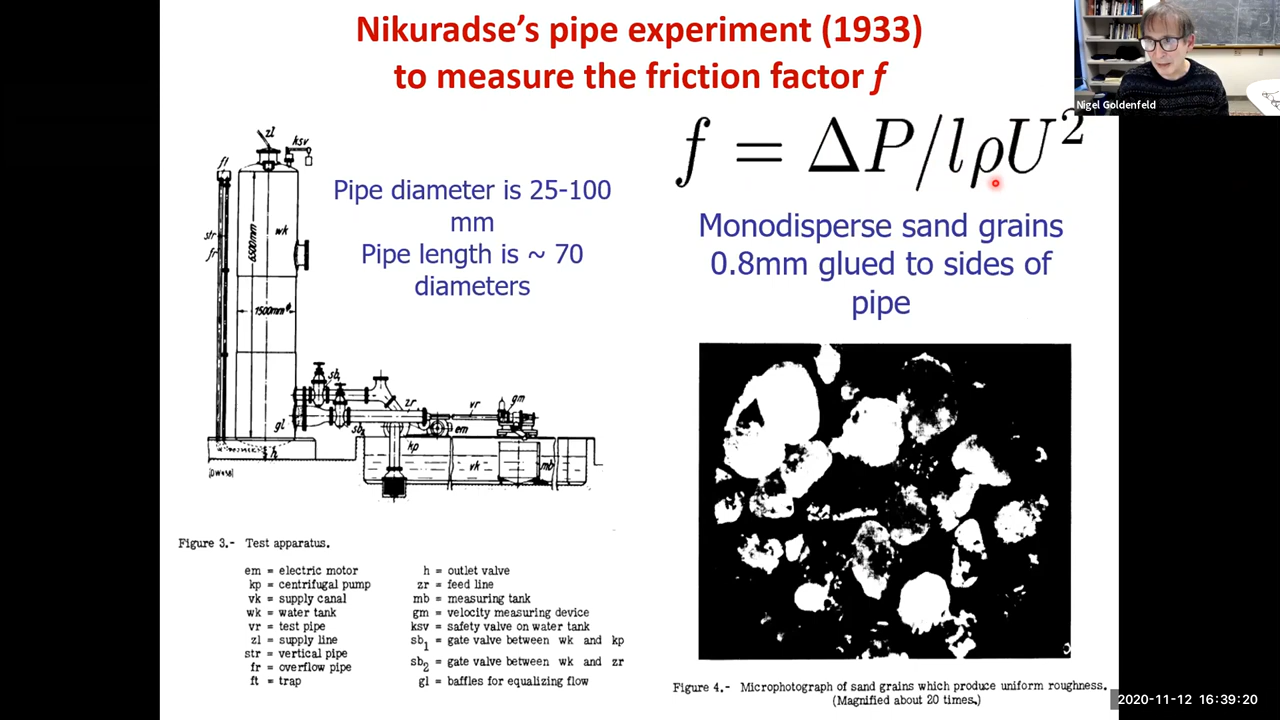 Nikuradse’s pipe experiment (1933)
to measure the friction factor f
Nigel Goldenfeld
f = ΔP/lρU²
Pipe diameter is 25-100
mm
Pipe length is ~ 70
diameters
Monodisperse sand grains
0.8mm glued to sides of
pipe
zl
ksv
ft
wk
6500mm
str
fr
1500mmᵠ
sb₁
zr
vr
gm
gl
sb₂
em
kp
vk
mb
h
Figure 3.- Test apparatus.
em = electric motor
kp = centrifugal pump
vk = supply canal
wk = water tank
vr = test pipe
zl = supply line
str = vertical pipe
fr = overflow pipe
ft = trap
h = outlet valve
zr = feed line
mb = measuring tank
gm = velocity measuring device
ksv = safety valve on water tank
sb₁ = gate valve between wk and kp
sb₂ = gate valve between wk and zr
gl = baffles for equalizing flow
Figure 4.- Microphotograph of sand grains which produce uniform roughness.
(Magnified about 20 times.)
2020-11-12 16:39:20